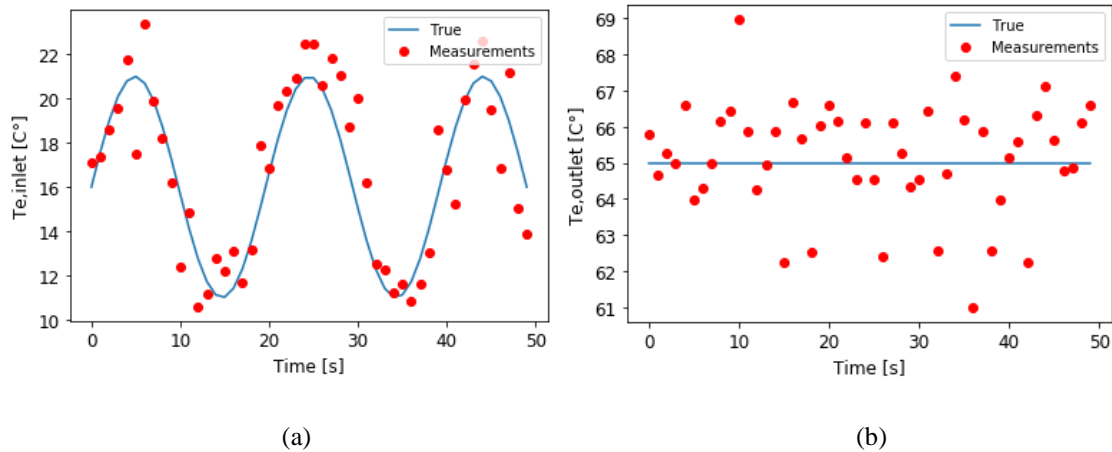 True
Measurements
Te,inlet [C°]
22
20
18
16
14
12
10
0 10 20 30 40 50
Time [s]
(a)
True
Measurements
Te,outlet [C°]
69
68
67
66
65
64
63
62
61
0 10 20 30 40 50
Time [s]
(b)